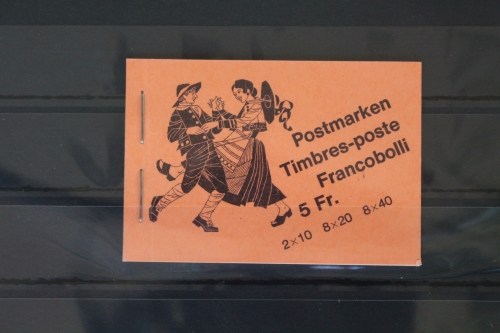 Postmarken
Timbres-poste
Francobolli
5 Fr.
2×10 8×20 8×40